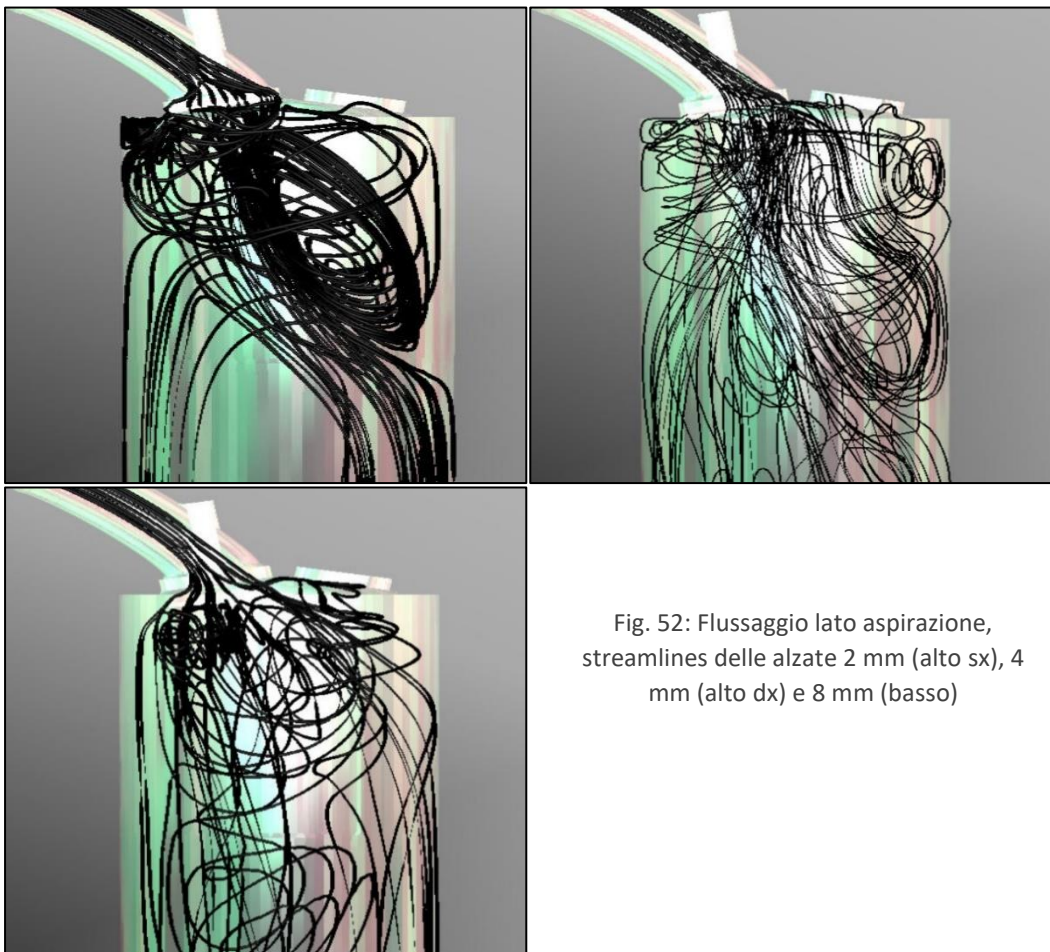 Fig. 52: Flussaggio lato aspirazione,
streamlines delle alzate 2 mm (alto sx), 4
mm (alto dx) e 8 mm (basso)